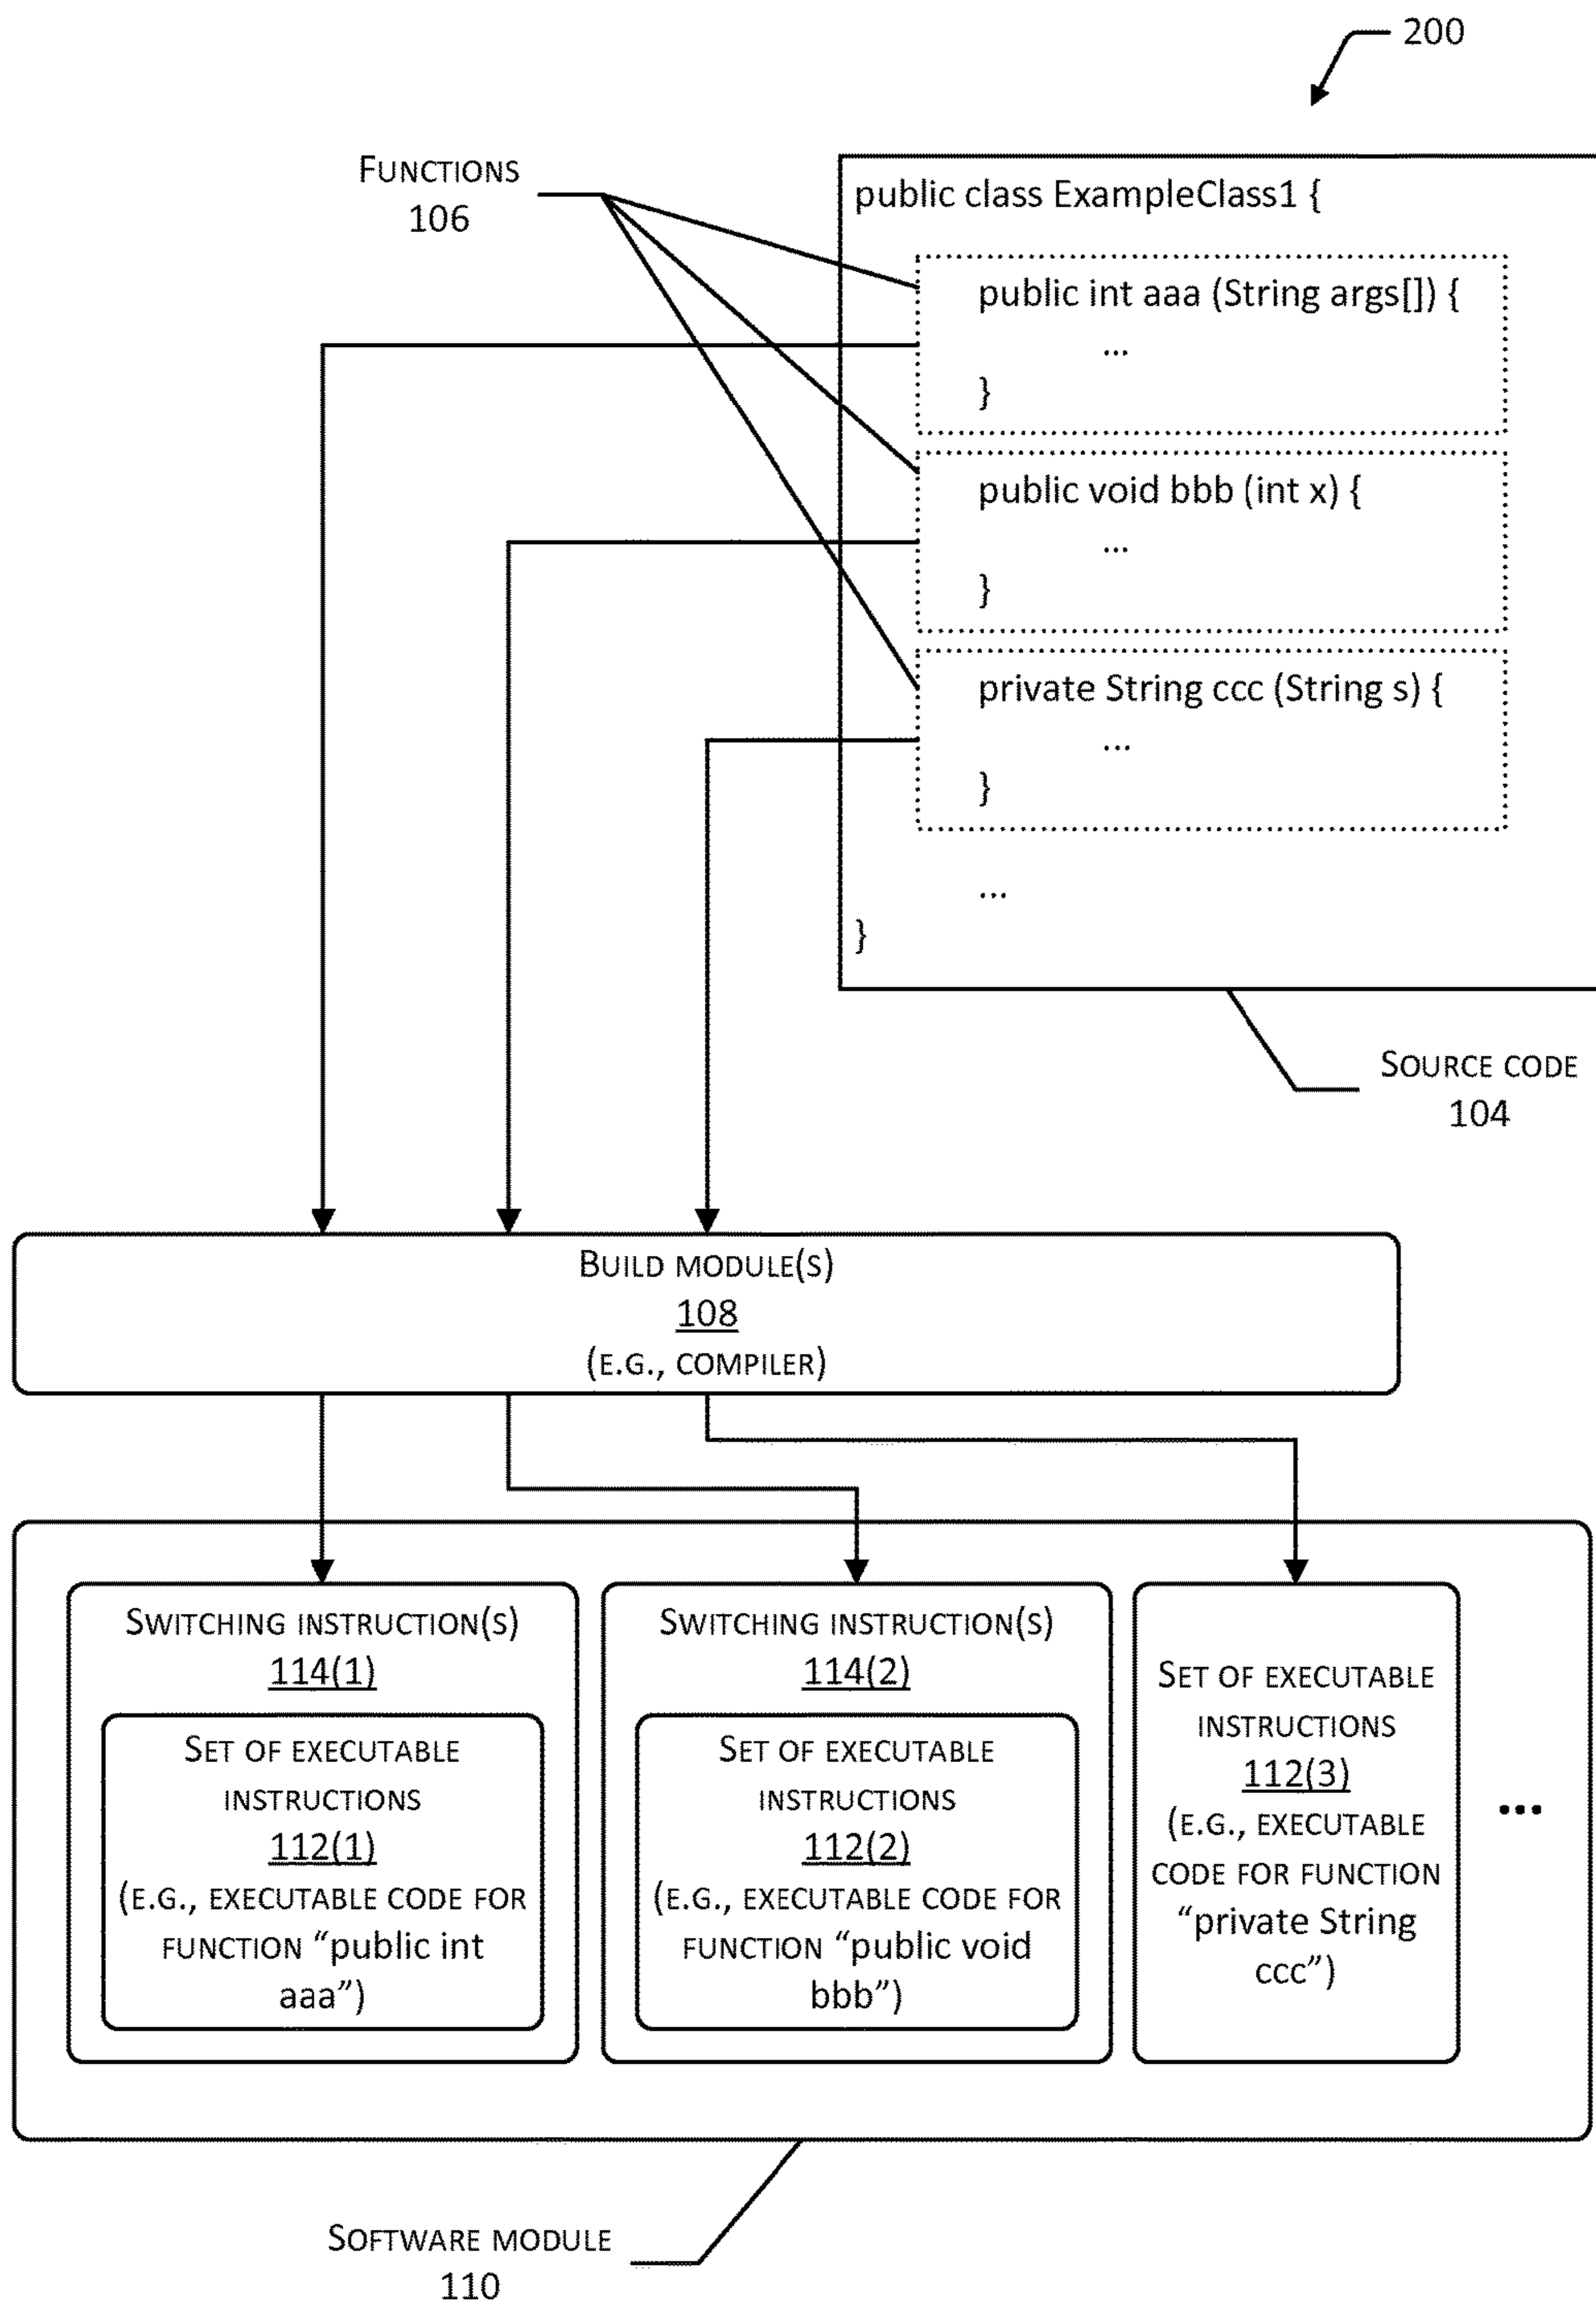 200
Functions
106
public class ExampleClass1 {
public int aaa (String args[]) {
...
}
public void bbb (int x) {
...
}
private String ccc (String s) {
...
}
...
}
Source code
104
Build module(s)
108
(e.g., compiler)
Switching instruction(s)
114(1)
Set of executable
instructions
112(1)
(e.g., executable code for
function “public int
aaa”)
Switching instruction(s)
114(2)
Set of executable
instructions
112(2)
(e.g., executable code for
function “public void
bbb”)
Set of executable
instructions
112(3)
(e.g., executable
code for function
“private String
ccc”)
...
Software module
110